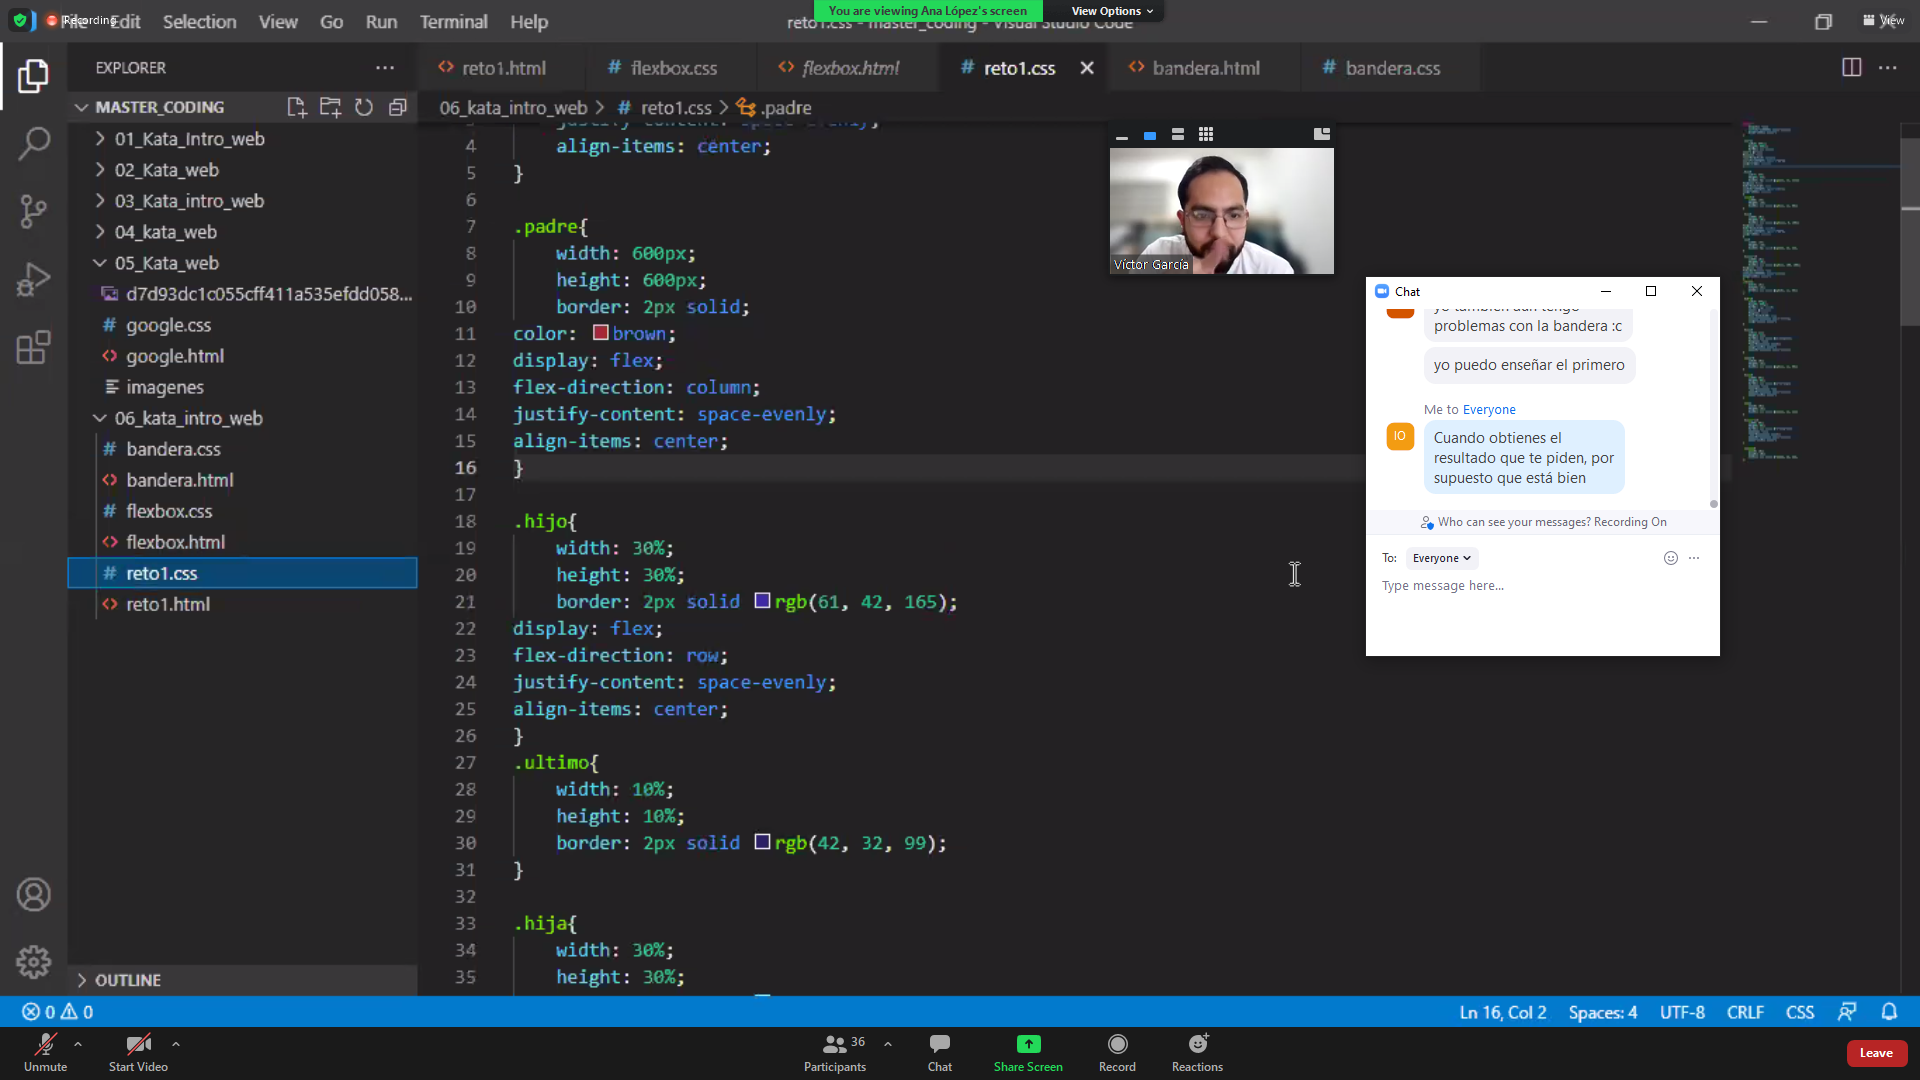 Recording
File Edit Selection View Go Run Terminal Help
You are viewing Ana López's screen
View Options
reto1.css - master_coding - Visual Studio Code
View
EXPLORER
reto1.html
flexbox.css
flexbox.html
reto1.css
bandera.html
bandera.css
MASTER_CODING
06_kata_intro_web > # reto1.css > .padre
01_Kata_Intro_web
02_Kata_web
03_Kata_intro_web
04_kata_web
05_Kata_web
d7d93dc1c055cff411a535efdd058...
google.css
google.html
imagenes
06_kata_intro_web
bandera.css
bandera.html
flexbox.css
flexbox.html
reto1.css
reto1.html
OUTLINE
3 justify-content: space-evenly;
4 align-items: center;
5 }
6
7 .padre{
8 width: 600px;
9 height: 600px;
10 border: 2px solid;
11 color: brown;
12 display: flex;
13 flex-direction: column;
14 justify-content: space-evenly;
15 align-items: center;
16 }
17
18 .hijo{
19 width: 30%;
20 height: 30%;
21 border: 2px solid rgb(61, 42, 165);
22 display: flex;
23 flex-direction: row;
24 justify-content: space-evenly;
25 align-items: center;
26 }
27 .ultimo{
28 width: 10%;
29 height: 10%;
30 border: 2px solid rgb(42, 32, 99);
31 }
32
33 .hija{
34 width: 30%;
35 height: 30%;
Víctor García
Chat
yo también aún tengo
problemas con la bandera :c
yo puedo enseñar el primero
Me to Everyone
IO
Cuando obtienes el
resultado que te piden, por
supuesto que está bien
Who can see your messages? Recording On
To: Everyone
Type message here...
0 0
Ln 16, Col 2 Spaces: 4 UTF-8 CRLF CSS
Unmute
Start Video
36
Participants
Chat
Share Screen
Record
Reactions
Leave